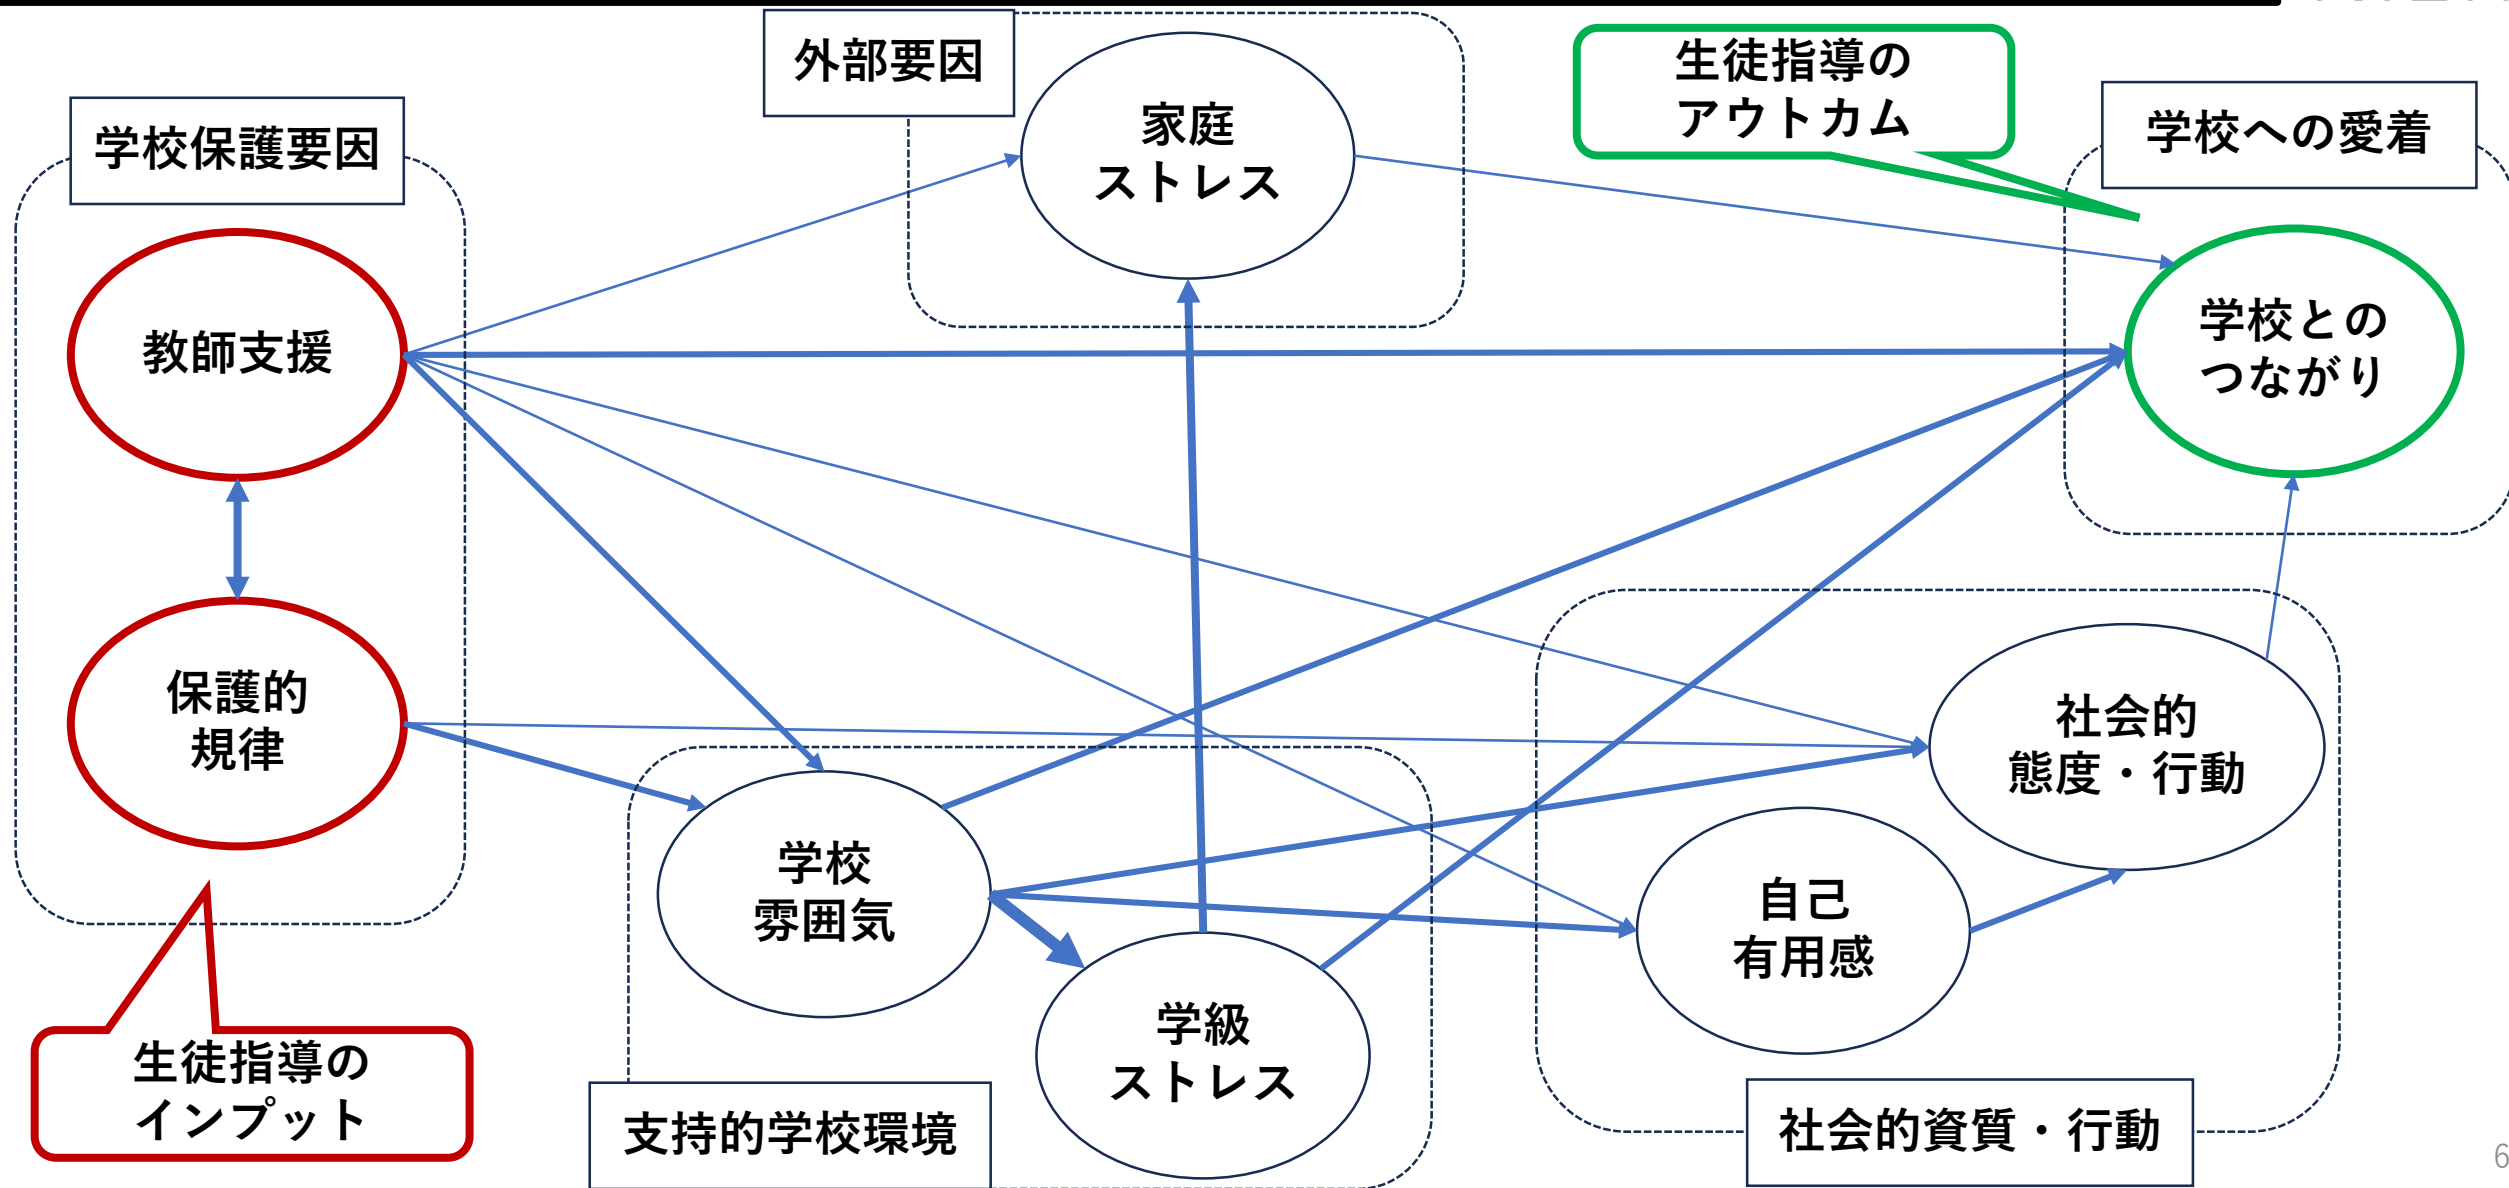 外部要因
生徒指導の
アウトカム
学校への愛着
学校保護要因
家庭
ストレス
教師支援
学校との
つながり
保護的
規律
社会的
態度・行動
学校
雰囲気
自己
有用感
学級
ストレス
生徒指導の
インプット
支持的学校環境
社会的資質・行動
6